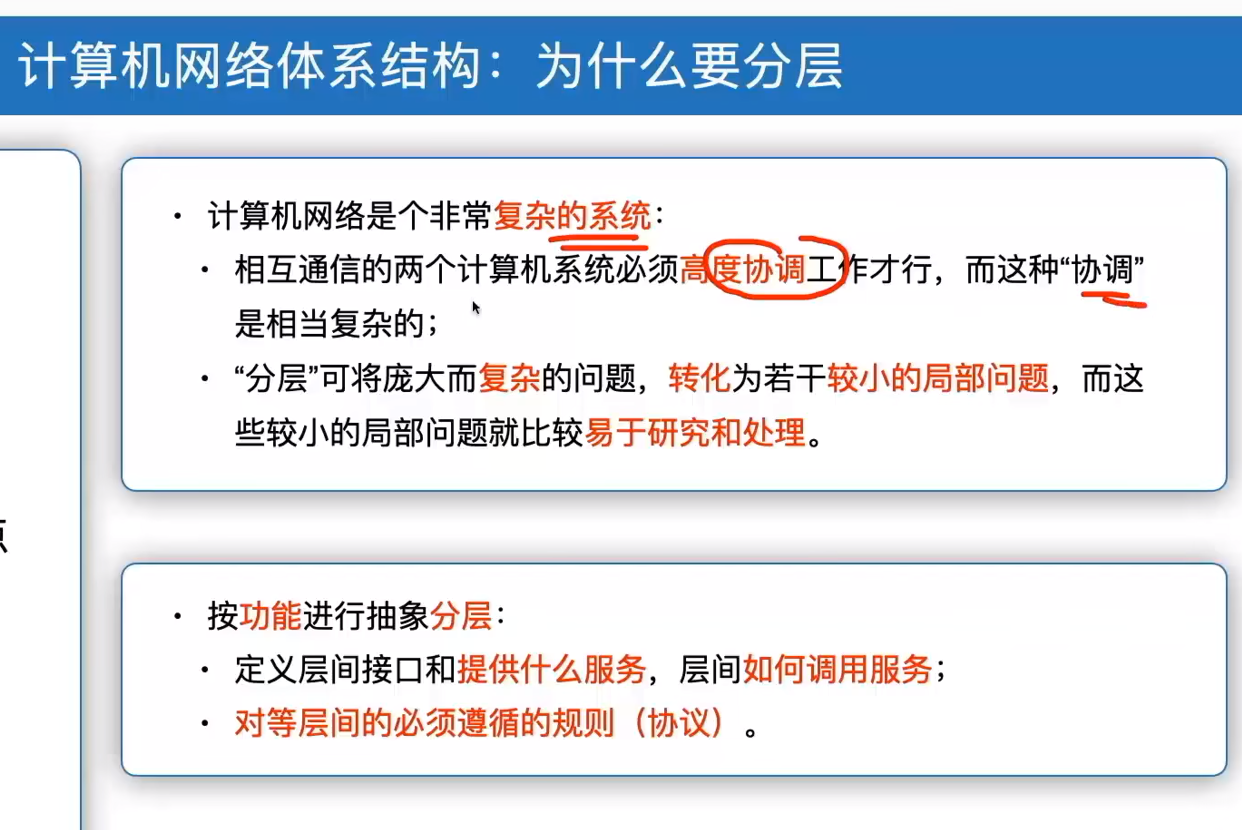 计算机网络体系结构：为什么要分层
• 计算机网络是个非常复杂的系统：
• 相互通信的两个计算机系统必须高度协调工作才行，而这种“协调”
是相当复杂的；
• “分层”可将庞大而复杂的问题，转化为若干较小的局部问题，而这
些较小的局部问题就比较易于研究和处理。
• 按功能进行抽象分层：
• 定义层间接口和提供什么服务，层间如何调用服务；
• 对等层间的必须遵循的规则（协议）。